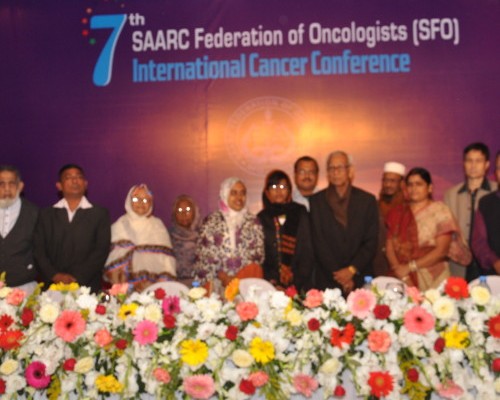 7th
SAARC Federation of Oncologists (SFO)
International Cancer Conference